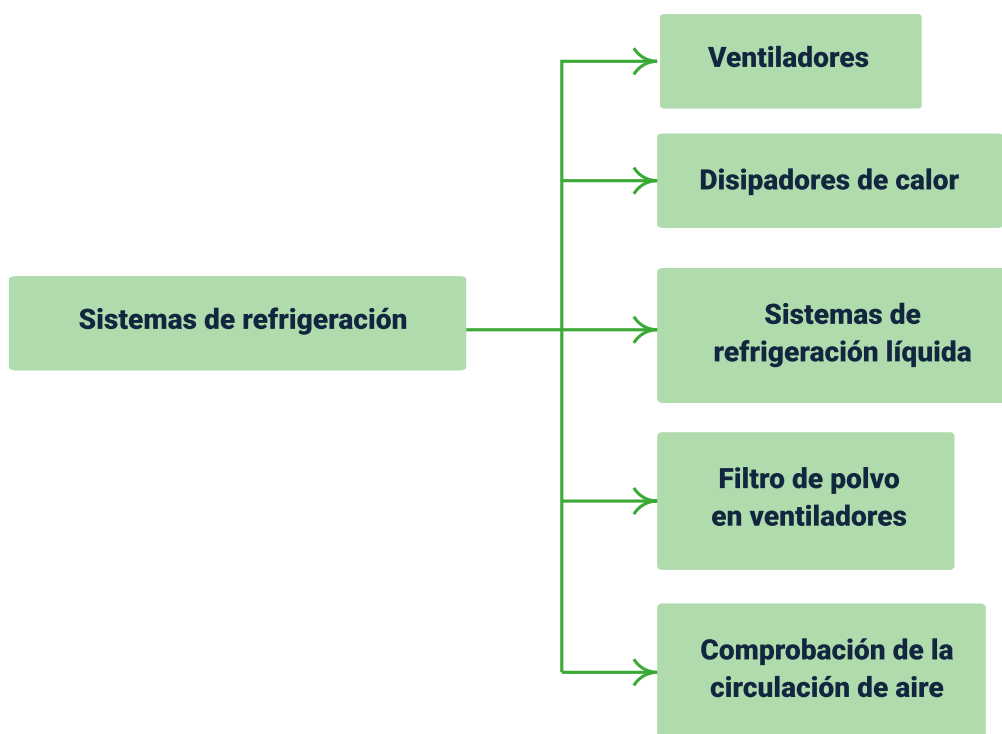 Ventiladores
Disipadores de calor
Sistemas de refrigeración
Sistemas de
refrigeración líquida
Filtro de polvo
en ventiladores
Comprobación de la
circulación de aire